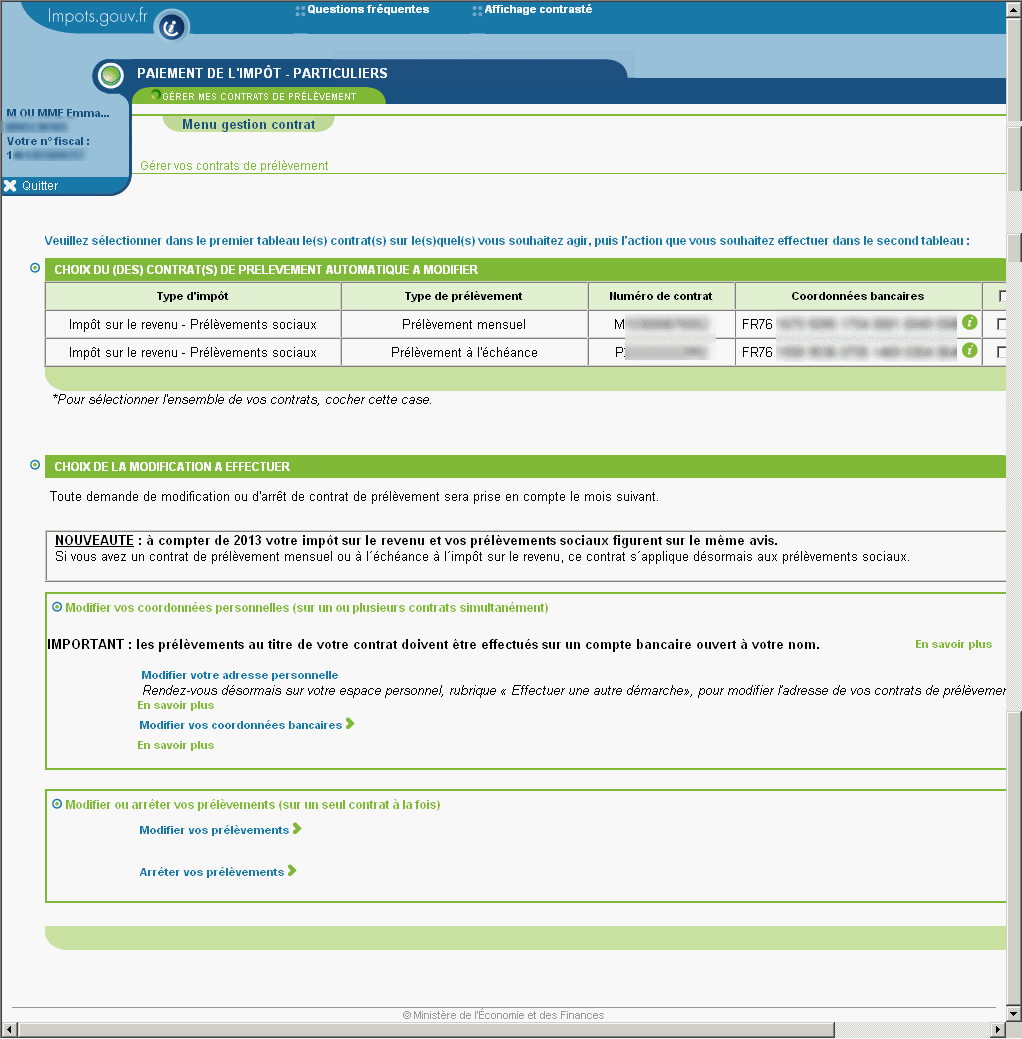 Impots.gouv.fr
Questions fréquentes
Affichage contrasté
PAIEMENT DE L'IMPÔT - PARTICULIERS
GÉRER MES CONTRATS DE PRÉLÈVEMENT
Menu gestion contrat
M OU MME Emma...
Votre n° fiscal :
1
Quitter
Gérer vos contrats de prélèvement
Veuillez sélectionner dans le premier tableau le(s) contrat(s) sur le(s)quel(s) vous souhaitez agir, puis l'action que vous souhaitez effectuer dans le second tableau :
CHOIX DU (DES) CONTRAT(S) DE PRELEVEMENT AUTOMATIQUE A MODIFIER
Type d'impôt Type de prélèvement Numéro de contrat Coordonnées bancaires
Impôt sur le revenu - Prélèvements sociaux Prélèvement mensuel M FR76
Impôt sur le revenu - Prélèvements sociaux Prélèvement à l'échéance P FR76
*Pour sélectionner l'ensemble de vos contrats, cocher cette case.
CHOIX DE LA MODIFICATION A EFFECTUER
Toute demande de modification ou d'arrêt de contrat de prélèvement sera prise en compte le mois suivant.
NOUVEAUTE : à compter de 2013 votre impôt sur le revenu et vos prélèvements sociaux figurent sur le même avis.
Si vous avez un contrat de prélèvement mensuel ou à l´échéance à l´impôt sur le revenu, ce contrat s´applique désormais aux prélèvements sociaux.
Modifier vos coordonnées personnelles (sur un ou plusieurs contrats simultanément)
IMPORTANT : les prélèvements au titre de votre contrat doivent être effectués sur un compte bancaire ouvert à votre nom. En savoir plus
Modifier votre adresse personnelle
Rendez-vous désormais sur votre espace personnel, rubrique « Effectuer une autre démarche», pour modifier l'adresse de vos contrats de prélèvemen
En savoir plus
Modifier vos coordonnées bancaires
En savoir plus
Modifier ou arrêter vos prélèvements (sur un seul contrat à la fois)
Modifier vos prélèvements
Arrêter vos prélèvements
© Ministère de l'Économie et des Finances